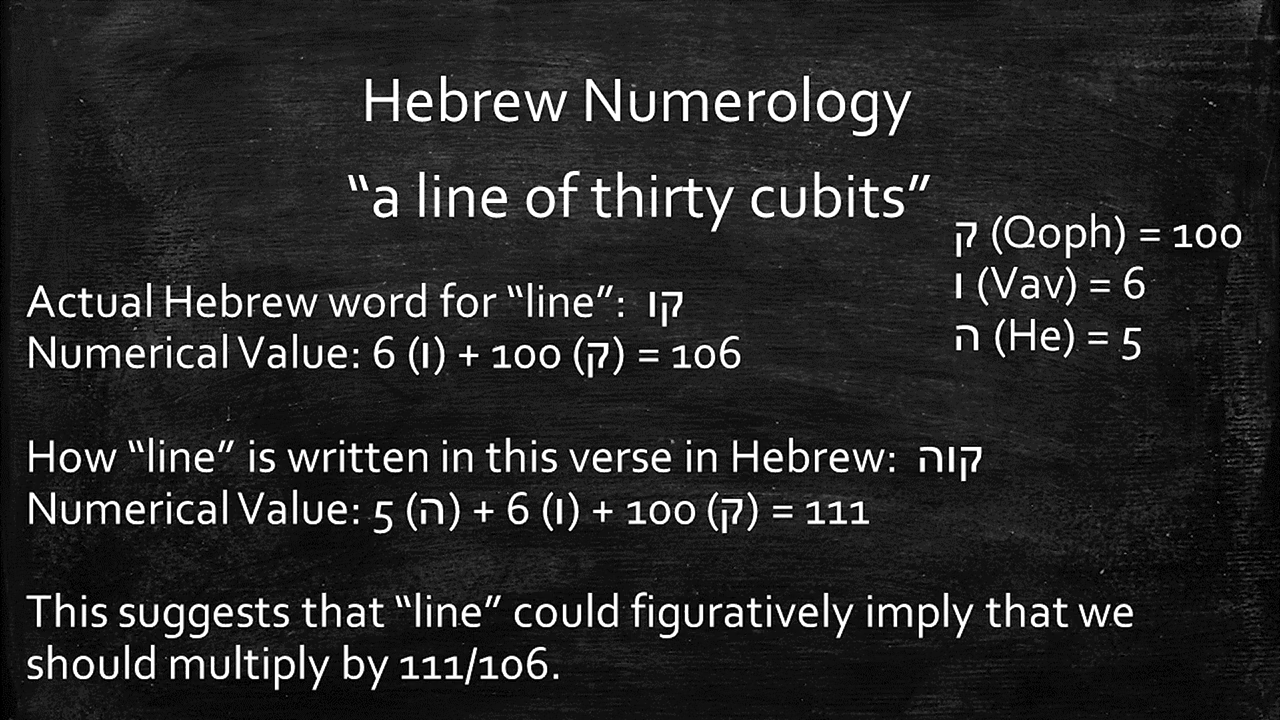 Hebrew Numerology
“a line of thirty cubits”
ק (Qoph) = 100
ו (Vav) = 6
ה (He) = 5
Actual Hebrew word for “line”: קו
Numerical Value: 6 (ו) + 100 (ק) = 106
How “line” is written in this verse in Hebrew: קוה
Numerical Value: 5 (ה) + 6 (ו) + 100 (ק) = 111
This suggests that “line” could figuratively imply that we
should multiply by 111/106.